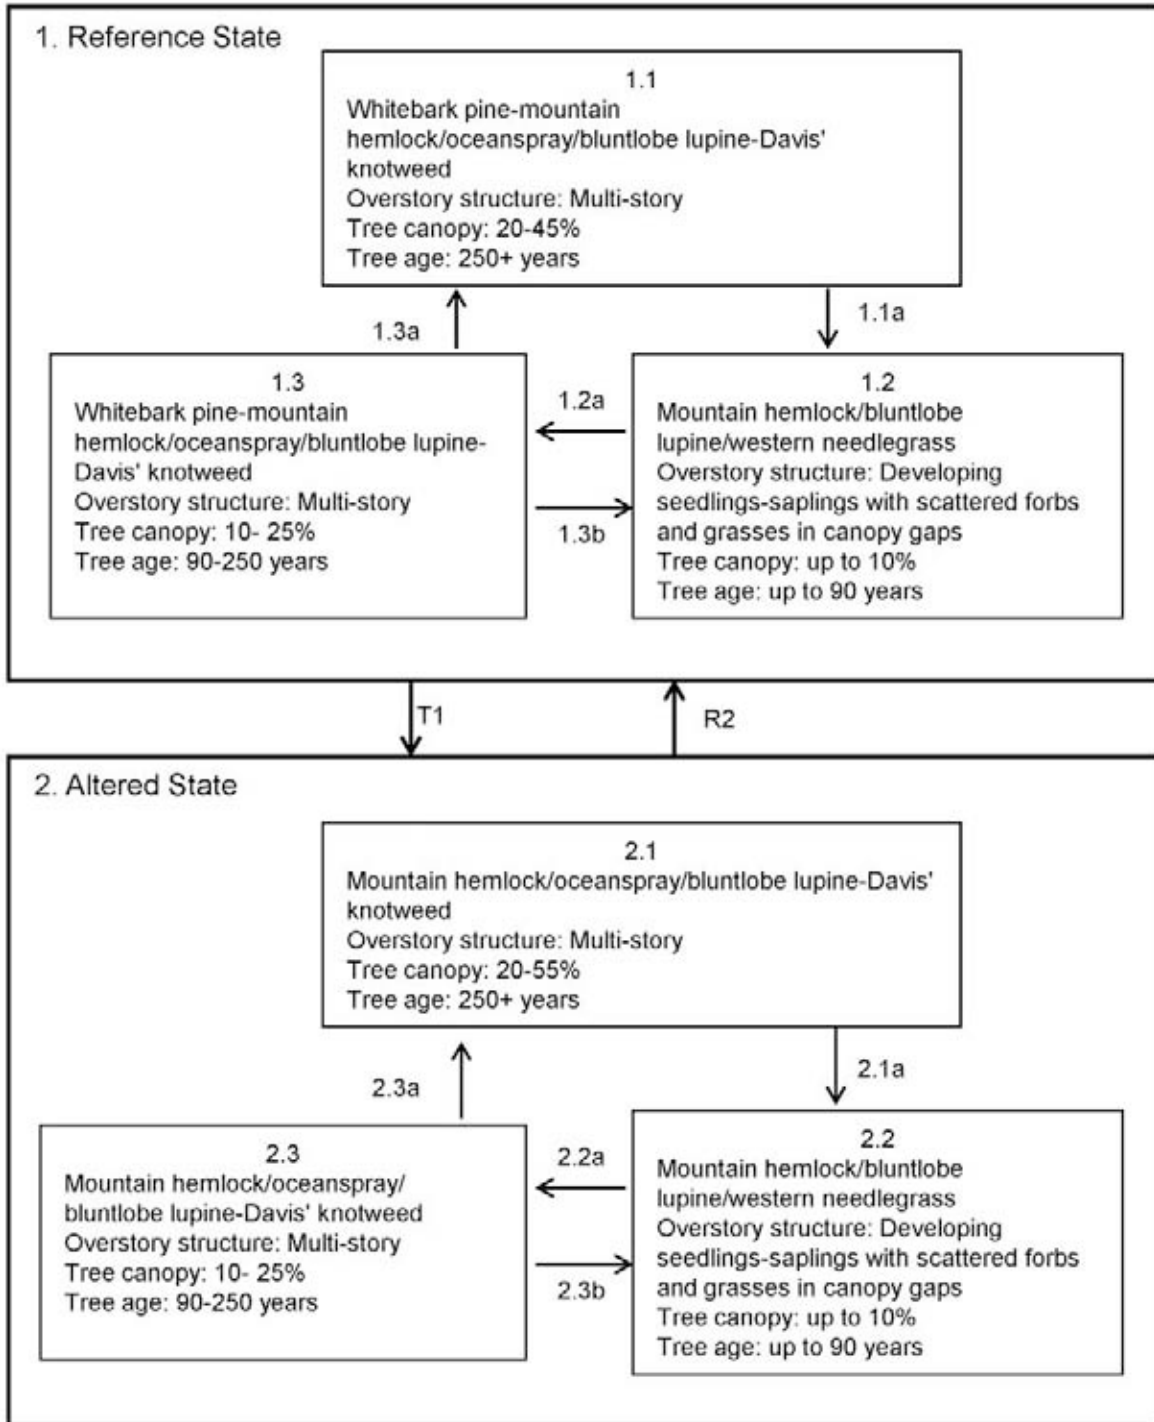 1. Reference State
1.1
Whitebark pine-mountain
hemlock/oceanspray/bluntlobe lupine-Davis'
knotweed
Overstory structure: Multi-story
Tree canopy: 20-45%
Tree age: 250+ years
1.3a
1.1a
1.3
Whitebark pine-mountain
hemlock/oceanspray/bluntlobe lupine-
Davis' knotweed
Overstory structure: Multi-story
Tree canopy: 10- 25%
Tree age: 90-250 years
1.2a
1.3b
1.2
Mountain hemlock/bluntlobe
lupine/western needlegrass
Overstory structure: Developing
seedlings-saplings with scattered forbs
and grasses in canopy gaps
Tree canopy: up to 10%
Tree age: up to 90 years
T1
R2
2. Altered State
2.1
Mountain hemlock/oceanspray/bluntlobe lupine-Davis'
knotweed
Overstory structure: Multi-story
Tree canopy: 20-55%
Tree age: 250+ years
2.3a
2.1a
2.3
Mountain hemlock/oceanspray/
bluntlobe lupine-Davis' knotweed
Overstory structure: Multi-story
Tree canopy: 10- 25%
Tree age: 90-250 years
2.2a
2.3b
2.2
Mountain hemlock/bluntlobe
lupine/western needlegrass
Overstory structure: Developing
seedlings-saplings with scattered forbs
and grasses in canopy gaps
Tree canopy: up to 10%
Tree age: up to 90 years